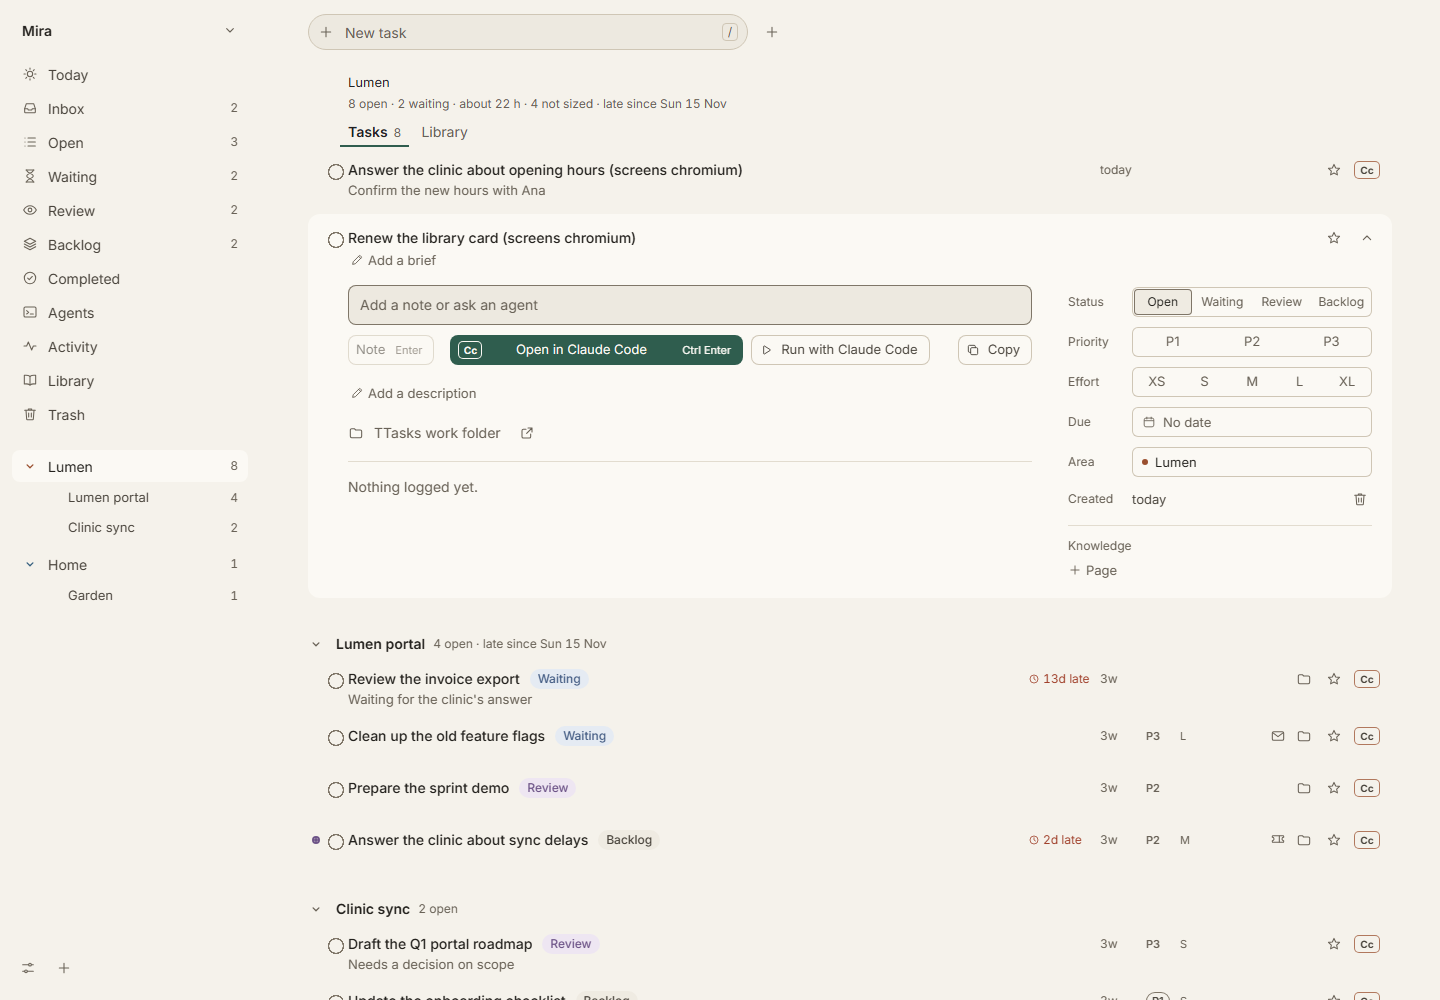 Mira
Today
Inbox 2
Open 3
Waiting 2
Review 2
Backlog 2
Completed
Agents
Activity
Library
Trash
Lumen 8
Lumen portal 4
Clinic sync 2
Home 1
Garden 1
New task /
Lumen
8 open · 2 waiting · about 22 h · 4 not sized · late since Sun 15 Nov
Tasks 8 Library
Answer the clinic about opening hours (screens chromium) today Cc
Confirm the new hours with Ana
Renew the library card (screens chromium)
Add a brief
Add a note or ask an agent
Note Enter Cc Open in Claude Code Ctrl Enter Run with Claude Code Copy
Add a description
TTasks work folder
Nothing logged yet.
Status Open Waiting Review Backlog
Priority P1 P2 P3
Effort XS S M L XL
Due No date
Area Lumen
Created today
Knowledge
Page
Lumen portal 4 open · late since Sun 15 Nov
Review the invoice export Waiting 13d late 3w Cc
Waiting for the clinic's answer
Clean up the old feature flags Waiting 3w P3 L Cc
Prepare the sprint demo Review 3w P2 Cc
Answer the clinic about sync delays Backlog 2d late 3w P2 M Cc
Clinic sync 2 open
Draft the Q1 portal roadmap Review 3w P3 S Cc
Needs a decision on scope
Update the onboarding checklist Backlog 3w P1 S Cc